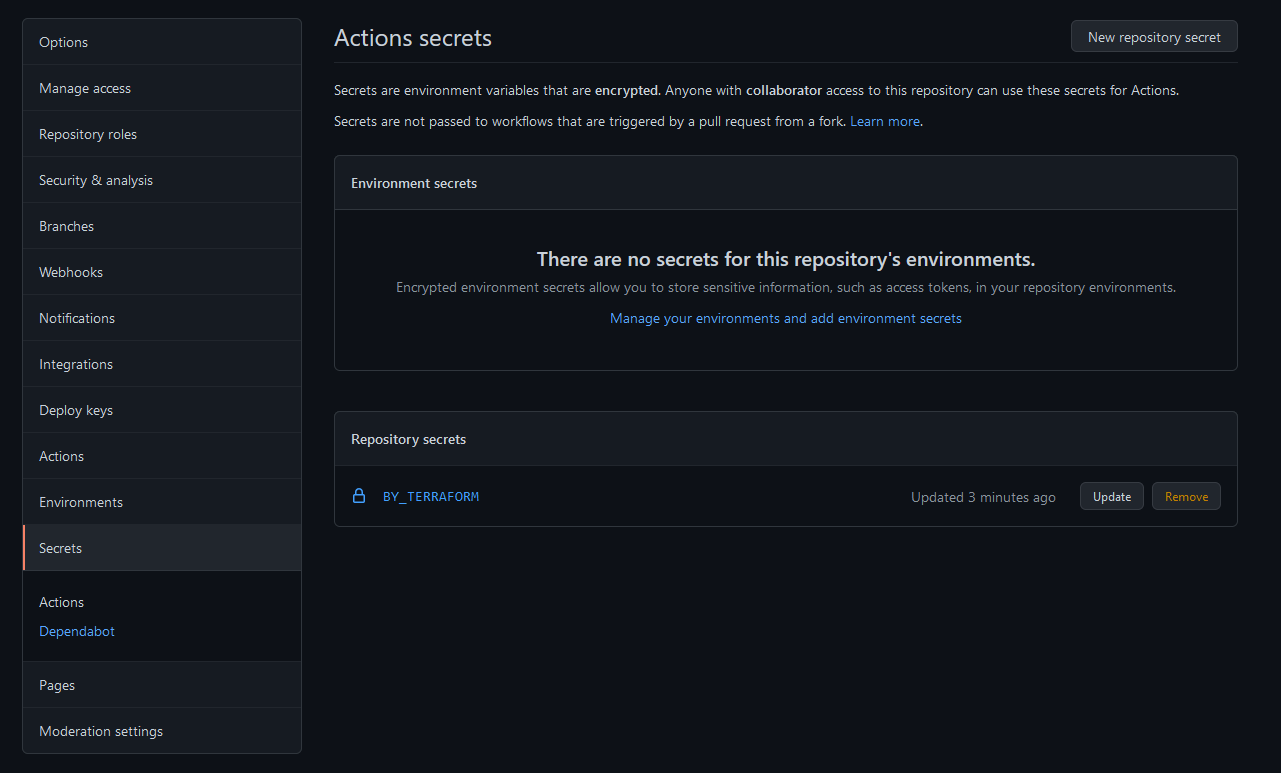 Options
Manage access
Repository roles
Security & analysis
Branches
Webhooks
Notifications
Integrations
Deploy keys
Actions
Environments
Secrets
Actions
Dependabot
Pages
Moderation settings
Actions secrets
New repository secret
Secrets are environment variables that are encrypted. Anyone with collaborator access to this repository can use these secrets for Actions.
Secrets are not passed to workflows that are triggered by a pull request from a fork. Learn more.
Environment secrets
There are no secrets for this repository's environments.
Encrypted environment secrets allow you to store sensitive information, such as access tokens, in your repository environments.
Manage your environments and add environment secrets
Repository secrets
BY_TERRAFORM Updated 3 minutes ago Update Remove